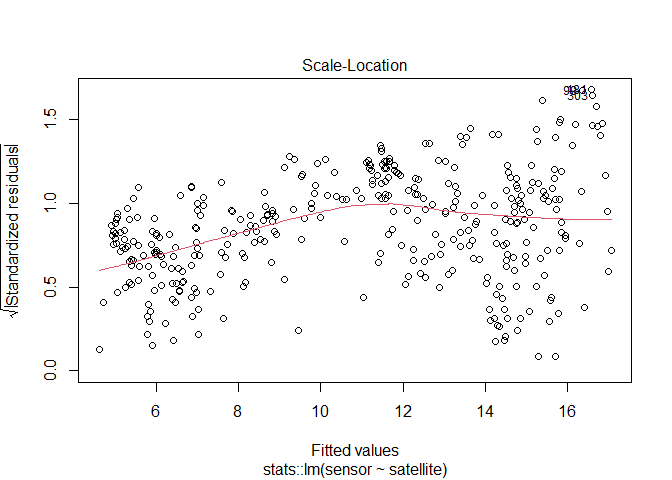 Scale-Location
√|Standardized residuals|
0.0 0.5 1.0 1.5
303
6 8 10 12 14 16
Fitted values
stats::lm(sensor ~ satellite)